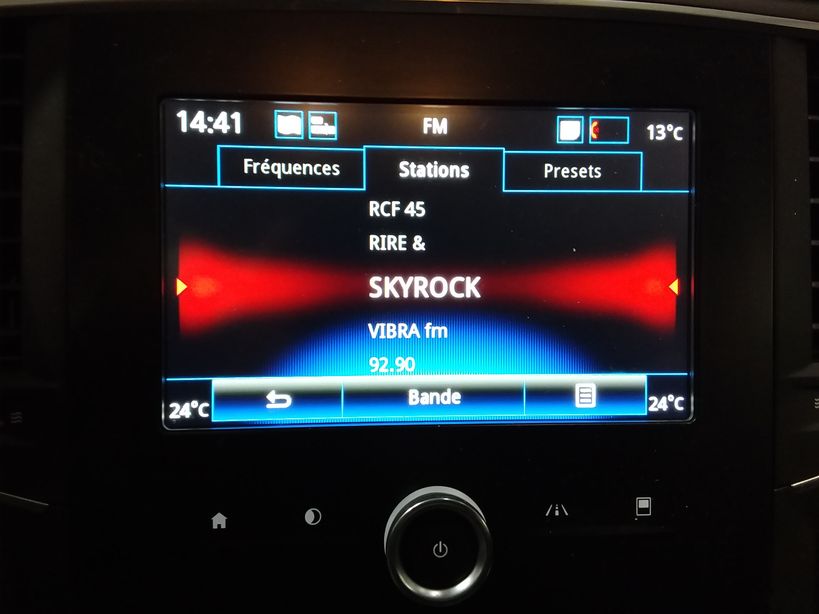 14:41 FM 13°C
Fréquences Stations Presets
RCF 45
RIRE &
SKYROCK
VIBRA fm
92.90
24°C Bande 24°C